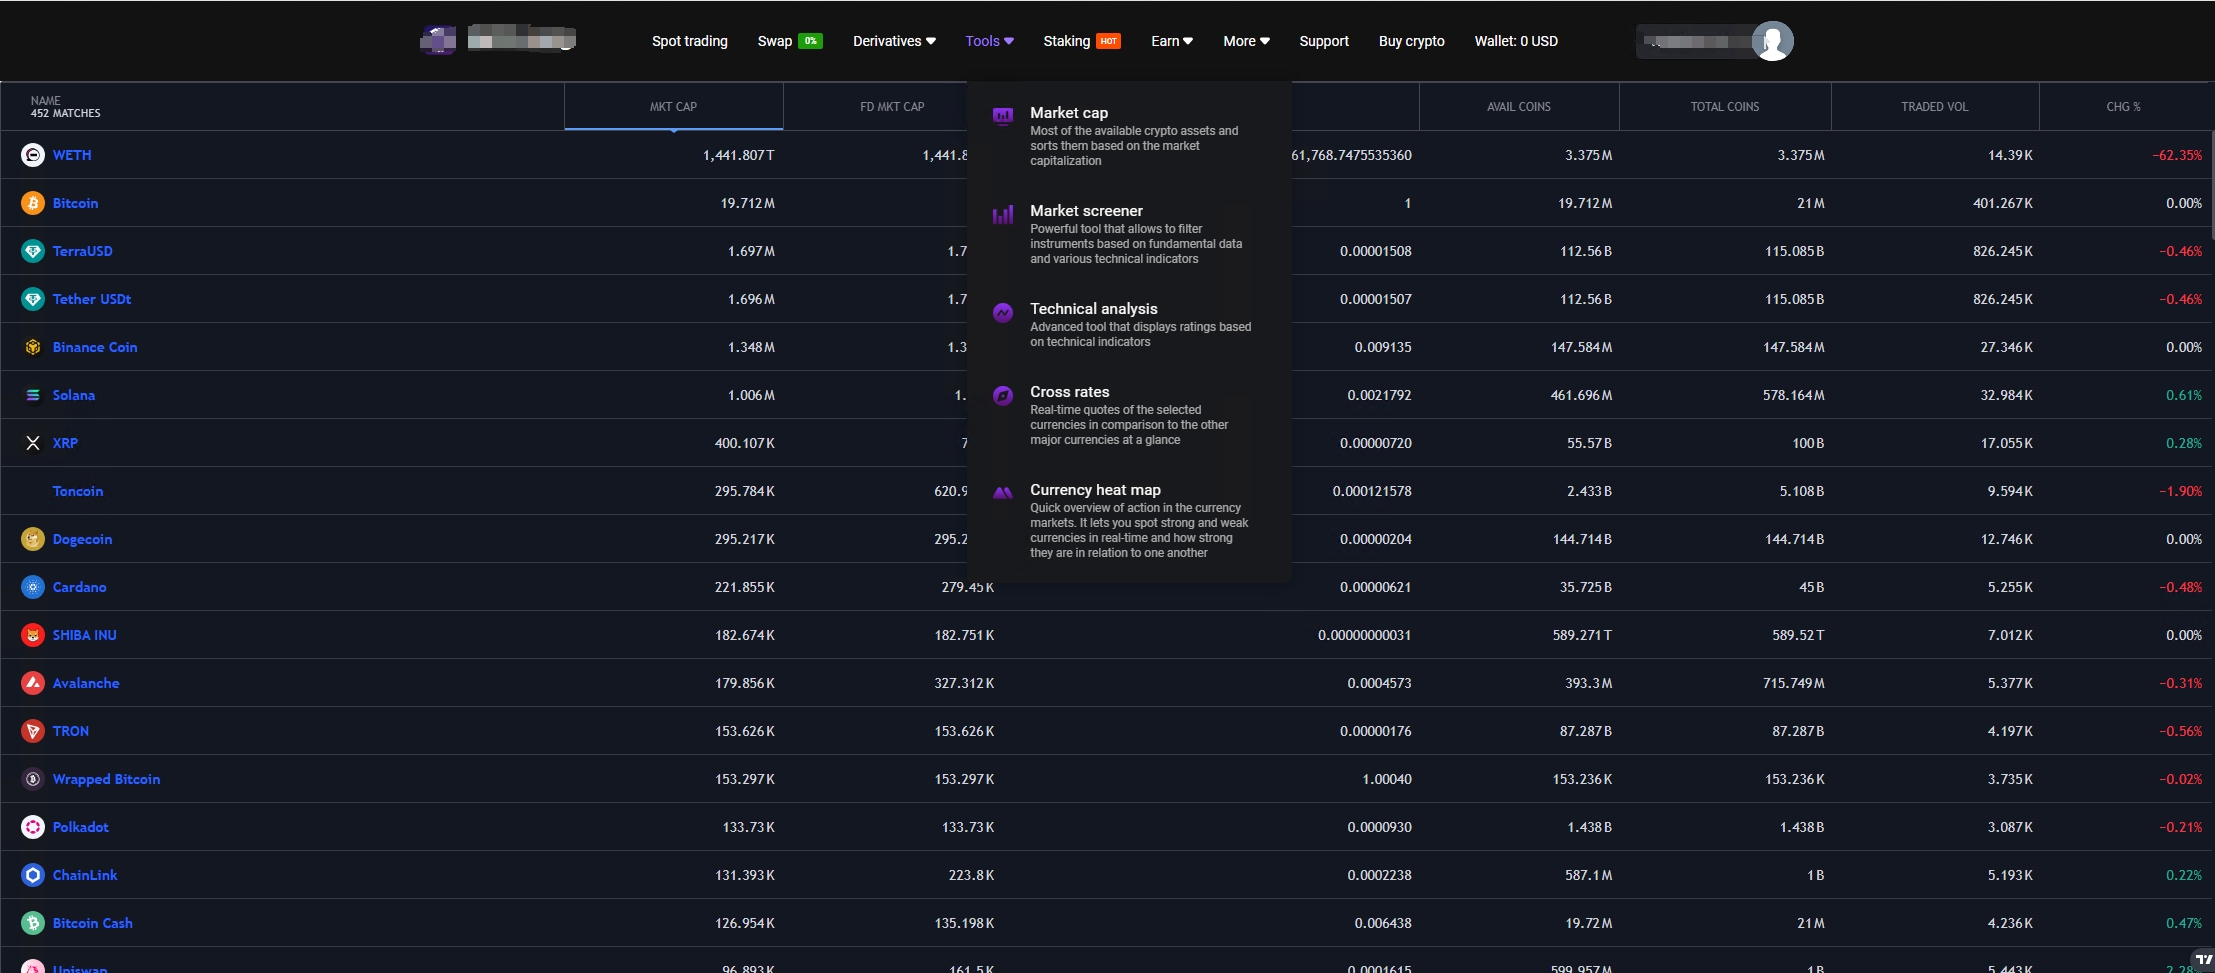 Spot trading Swap 0% Derivatives Tools Staking HOT Earn More Support Buy crypto Wallet: 0 USD
NAME
452 MATCHES
MKT CAP FD MKT CAP AVAIL COINS TOTAL COINS TRADED VOL CHG %
WETH 1,441.807T 1,441.8 61,768.7475535360 3.375M 3.375M 14.39K −62.35%
Bitcoin 19.712M 1 19.712M 21M 401.267K 0.00%
TerraUSD 1.697M 1.7 0.00001508 112.56B 115.085B 826.245K −0.46%
Tether USDt 1.696M 1.7 0.00001507 112.56B 115.085B 826.245K −0.46%
Binance Coin 1.348M 1.3 0.009135 147.584M 147.584M 27.346K 0.00%
Solana 1.006M 1. 0.0021792 461.696M 578.164M 32.984K 0.61%
XRP 400.107K 7 0.00000720 55.57B 100B 17.055K 0.28%
Toncoin 295.784K 620.9 0.000121578 2.433B 5.108B 9.594K −1.90%
Dogecoin 295.217K 295.2 0.00000204 144.714B 144.714B 12.746K 0.00%
Cardano 221.855K 279.45K 0.00000621 35.725B 45B 5.255K −0.48%
SHIBA INU 182.674K 182.751K 0.00000000031 589.271T 589.52T 7.012K 0.00%
Avalanche 179.856K 327.312K 0.0004573 393.3M 715.749M 5.377K −0.31%
TRON 153.626K 153.626K 0.00000176 87.287B 87.287B 4.197K −0.56%
Wrapped Bitcoin 153.297K 153.297K 1.00040 153.236K 153.236K 3.735K −0.02%
Polkadot 133.73K 133.73K 0.0000930 1.438B 1.438B 3.087K −0.21%
ChainLink 131.393K 223.8K 0.0002238 587.1M 1B 5.193K 0.22%
Bitcoin Cash 126.954K 135.198K 0.006438 19.72M 21M 4.236K 0.47%
Uniswap 96.893K 161.5K 0.0001615 599.957M 1B 5.443K 2.28%
Market cap
Most of the available crypto assets and
sorts them based on the market
capitalization
Market screener
Powerful tool that allows to filter
instruments based on fundamental data
and various technical indicators
Technical analysis
Advanced tool that displays ratings based
on technical indicators
Cross rates
Real-time quotes of the selected
currencies in comparison to the other
major currencies at a glance
Currency heat map
Quick overview of action in the currency
markets. It lets you spot strong and weak
currencies in real-time and how strong
they are in relation to one another